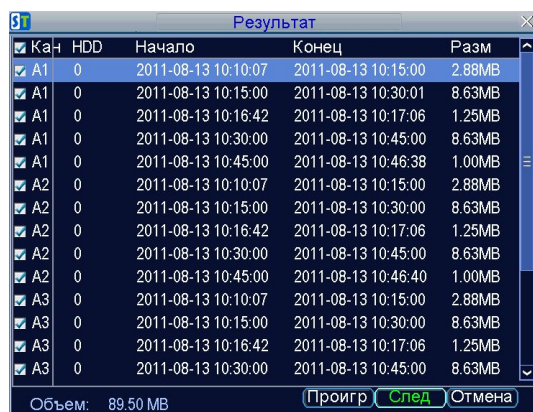 ST Результат
Кан HDD Начало Конец Разм
A1 0 2011-08-13 10:10:07 2011-08-13 10:15:00 2.88MB
A1 0 2011-08-13 10:15:00 2011-08-13 10:30:01 8.63MB
A1 0 2011-08-13 10:16:42 2011-08-13 10:17:06 1.25MB
A1 0 2011-08-13 10:30:00 2011-08-13 10:45:00 8.63MB
A1 0 2011-08-13 10:45:00 2011-08-13 10:46:38 1.00MB
A2 0 2011-08-13 10:10:07 2011-08-13 10:15:00 2.88MB
A2 0 2011-08-13 10:15:00 2011-08-13 10:30:00 8.63MB
A2 0 2011-08-13 10:16:42 2011-08-13 10:17:06 1.25MB
A2 0 2011-08-13 10:30:00 2011-08-13 10:45:00 8.63MB
A2 0 2011-08-13 10:45:00 2011-08-13 10:46:40 1.00MB
A3 0 2011-08-13 10:10:07 2011-08-13 10:15:00 2.88MB
A3 0 2011-08-13 10:15:00 2011-08-13 10:30:00 8.63MB
A3 0 2011-08-13 10:16:42 2011-08-13 10:17:06 1.25MB
A3 0 2011-08-13 10:30:00 2011-08-13 10:45:00 8.63MB
Объем: 89.50 MB Проигр След Отмена